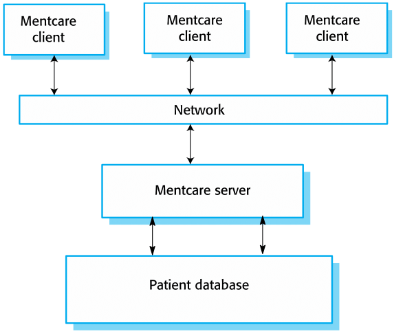 Mentcare
client
Mentcare
client
Mentcare
client
Network
Mentcare server
Patient database